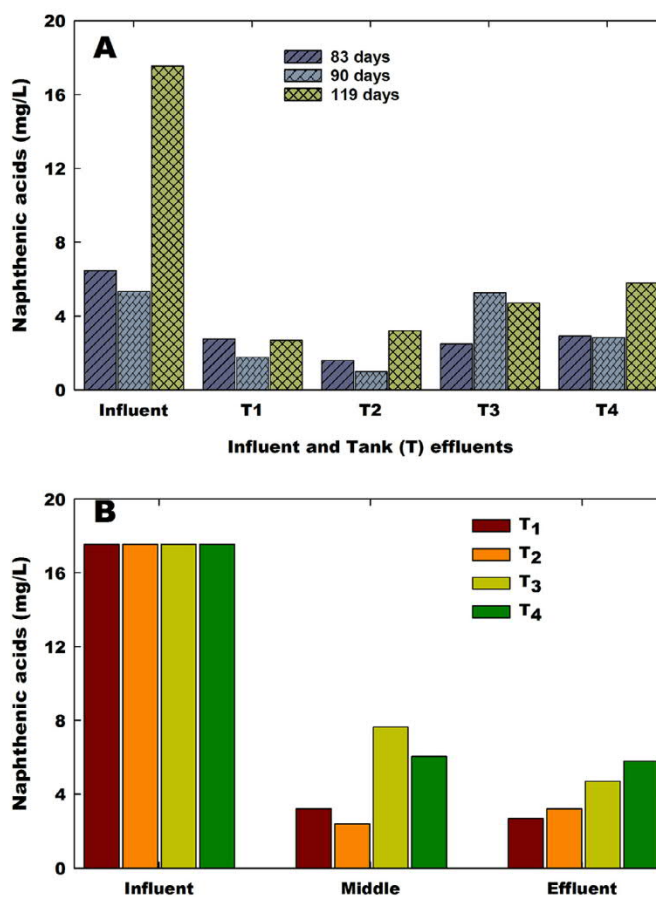 A
83 days
90 days
119 days
Naphthenic acids (mg/L)
20
16
12
8
4
0
Influent T1 T2 T3 T4
Influent and Tank (T) effluents
B
T1
T2
T3
T4
Naphthenic acids (mg/L)
20
16
12
8
4
0
Influent Middle Effluent